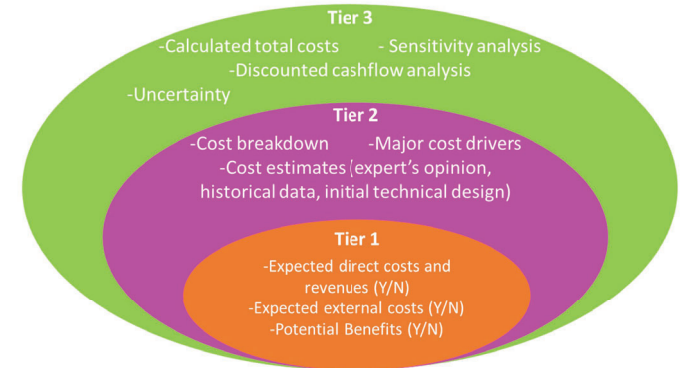 Tier 3
-Calculated total costs - Sensitivity analysis
-Discounted cashflow analysis
-Uncertainty
Tier 2
-Cost breakdown -Major cost drivers
-Cost estimates (expert's opinion,
historical data, initial technical design)
Tier 1
-Expected direct costs and
revenues (Y/N)
-Expected external costs (Y/N)
-Potential Benefits (Y/N)